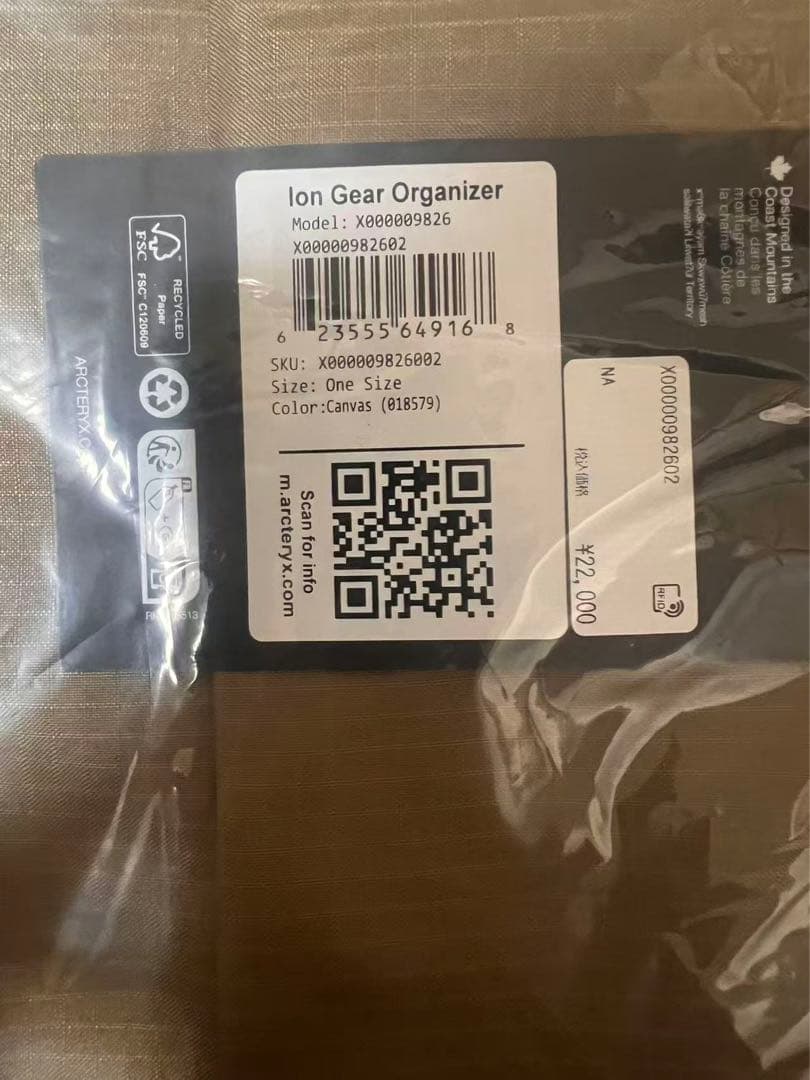 Ion Gear Organizer
Model: X000009826
X00000982602
6 23555 64916 8
SKU: X000009826002
Size: One Size
Color:Canvas (018579)
Scan for info
m.arcteryx.com
X00000982602
NA
税込価格 ¥22,000
RFID
Designed in the
Coast Mountains
Conçu dans les
montagnes de
la chaîne Côtière
Territory
RECYCLED
Paper
FSC
FSC™ C120609
ARCTERYX.C